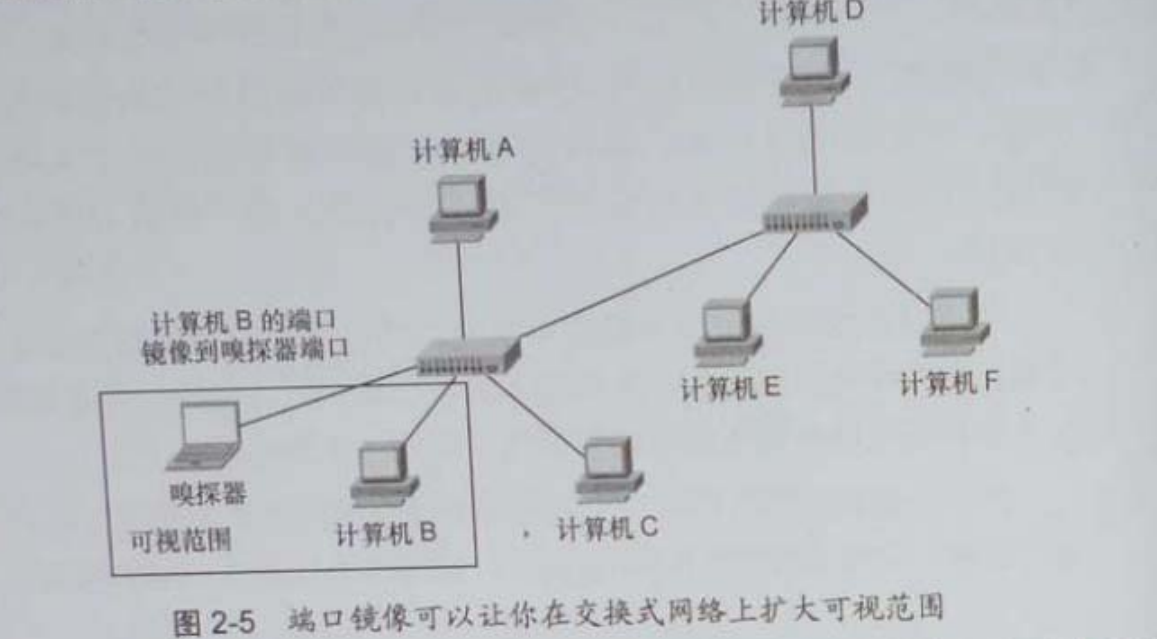 计算机 D
计算机 A
计算机 B 的端口
镜像到嗅探器端口
计算机 E
计算机 F
嗅探器
可视范围
计算机 B
计算机 C
图 2-5 端口镜像可以让你在交换式网络上扩大可视范围